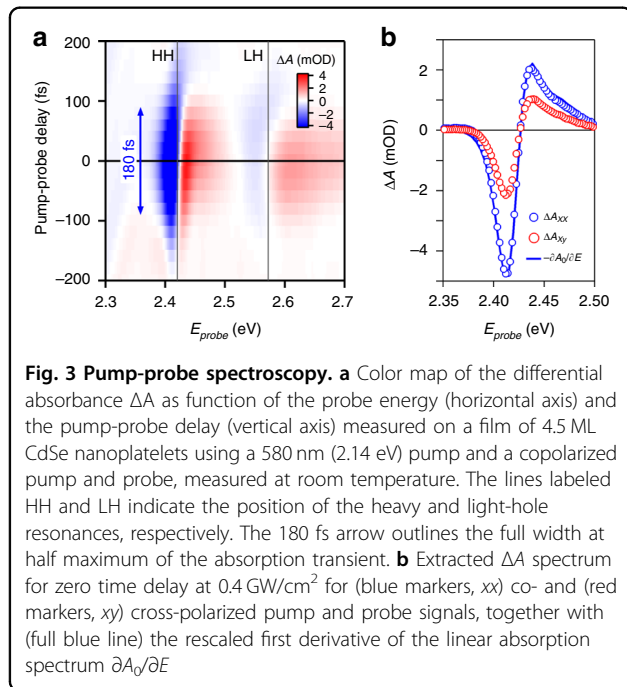 a
b
200
100
0
−100
−200
Pump-probe delay (fs)
HH
LH
ΔA
(mOD)
4
2
0
−2
−4
180 fs
2.3
2.4
2.5
2.6
2.7
E_probe (eV)
2
0
−2
−4
ΔA (mOD)
ΔA_XX
ΔA_Xy
−∂A₀/∂E
2.35
2.40
2.45
2.50
E_probe (eV)
Fig. 3 Pump-probe spectroscopy. a Color map of the differential
absorbance ΔA as function of the probe energy (horizontal axis) and
the pump-probe delay (vertical axis) measured on a film of 4.5 ML
CdSe nanoplatelets using a 580 nm (2.14 eV) pump and a copolarized
pump and probe, measured at room temperature. The lines labeled
HH and LH indicate the position of the heavy and light-hole
resonances, respectively. The 180 fs arrow outlines the full width at
half maximum of the absorption transient. b Extracted ΔA spectrum
for zero time delay at 0.4 GW/cm² for (blue markers, xx) co- and (red
markers, xy) cross-polarized pump and probe signals, together with
(full blue line) the rescaled first derivative of the linear absorption
spectrum ∂A₀/∂E